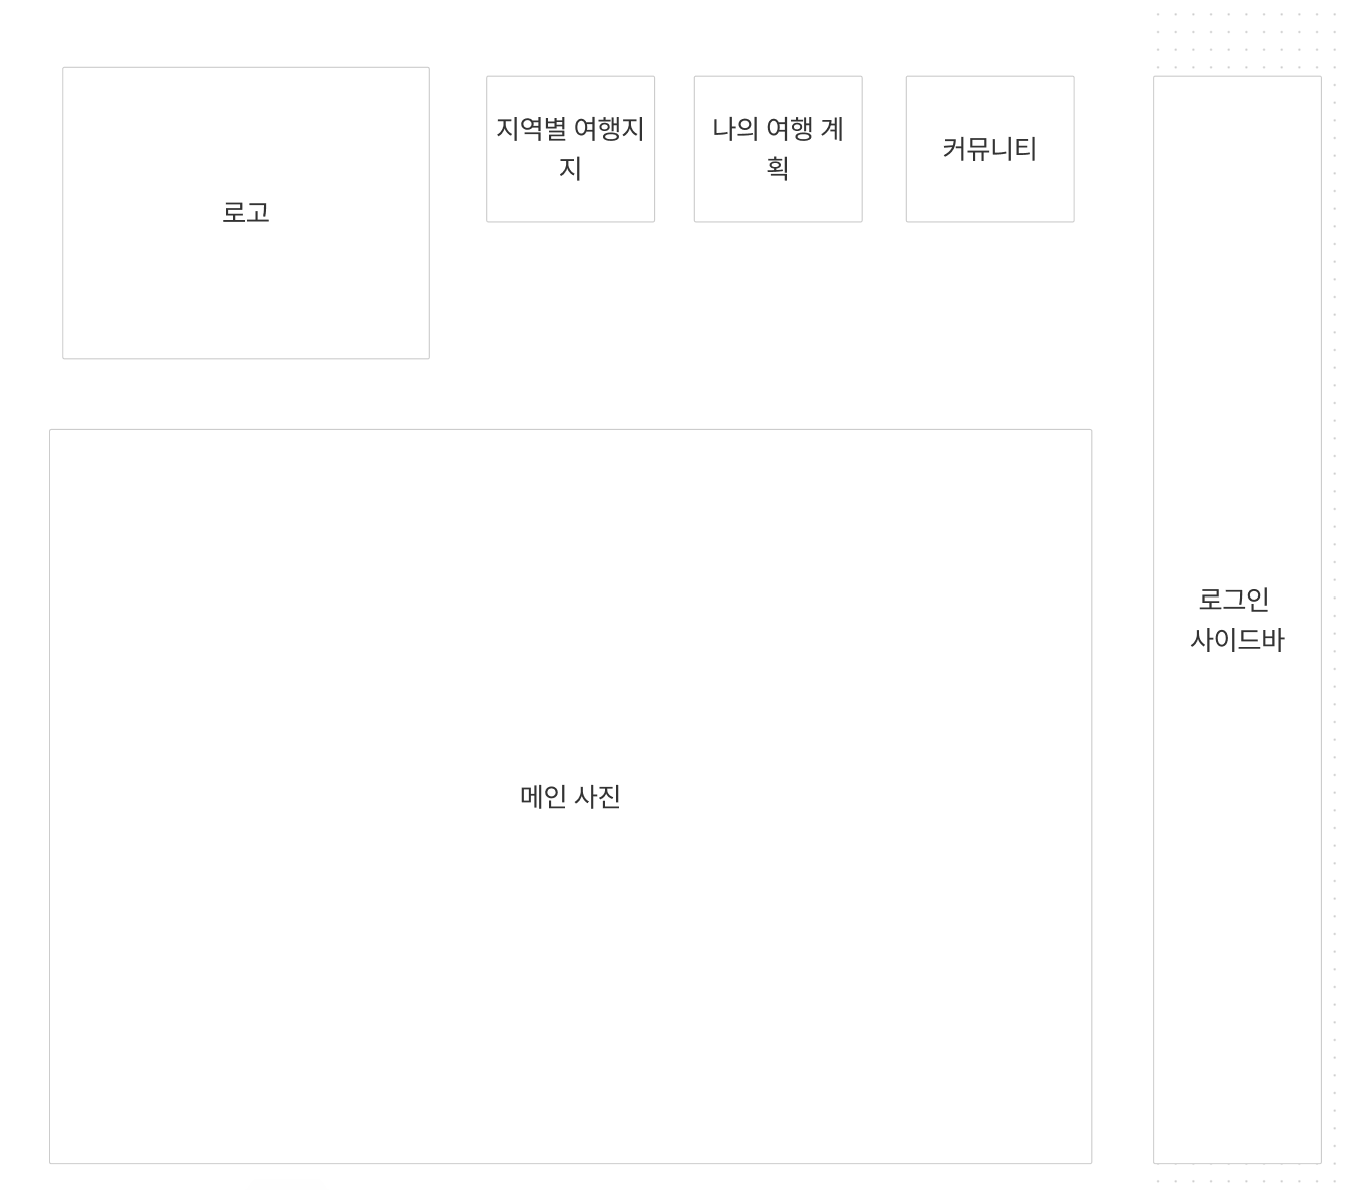 로고
지역별 여행지
지
나의 여행 계
획
커뮤니티
로그인
사이드바
메인 사진